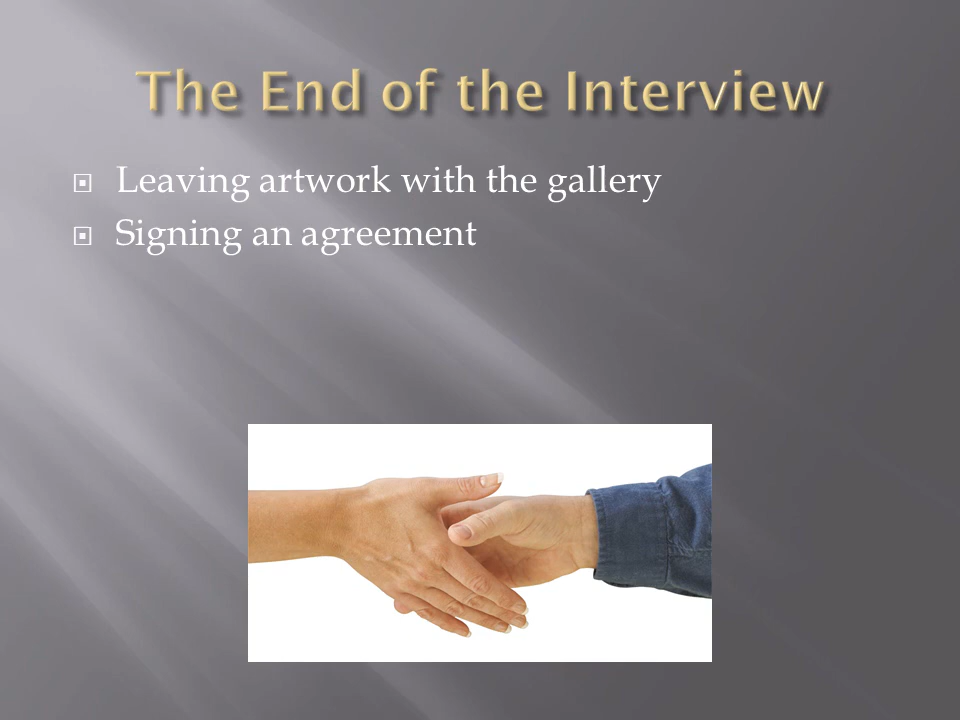 The End of the Interview
Leaving artwork with the gallery
Signing an agreement